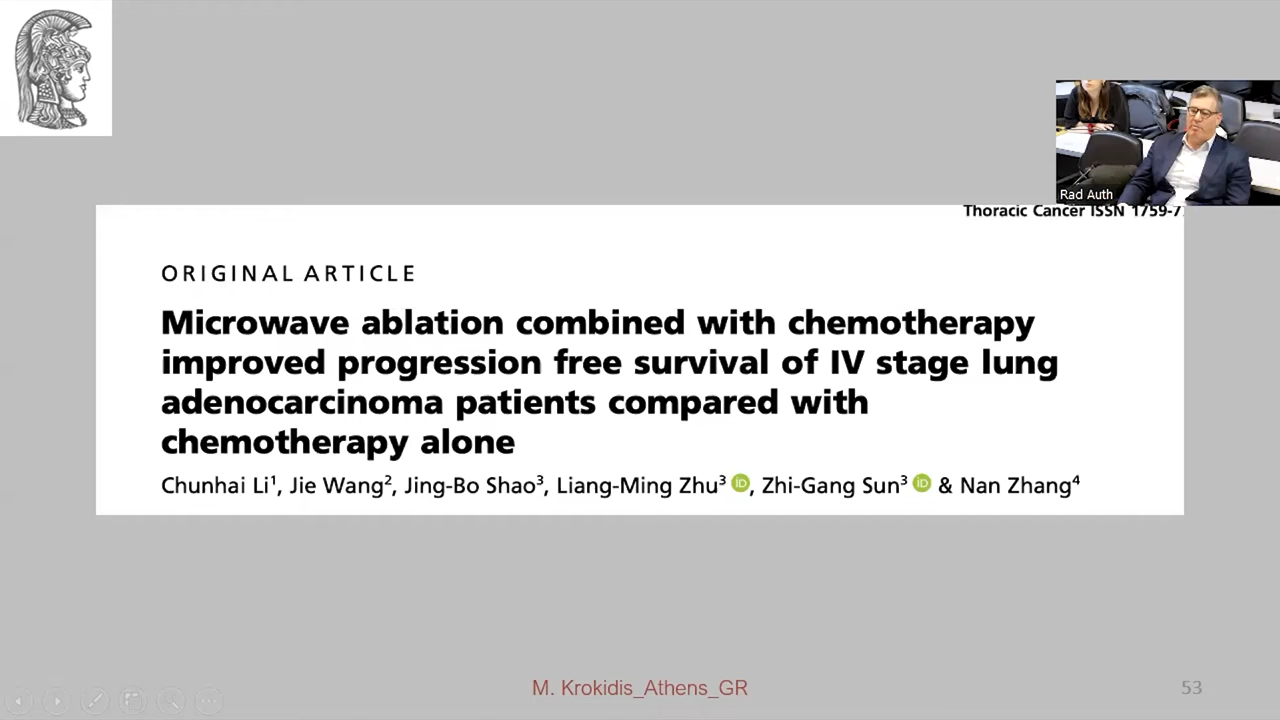 Rad Auth
Thoracic Cancer ISSN 1759-7
ORIGINAL ARTICLE
Microwave ablation combined with chemotherapy
improved progression free survival of IV stage lung
adenocarcinoma patients compared with
chemotherapy alone
Chunhai Li1, Jie Wang2, Jing-Bo Shao3, Liang-Ming Zhu3 iD, Zhi-Gang Sun3 iD & Nan Zhang4
M. Krokidis_Athens_GR
53